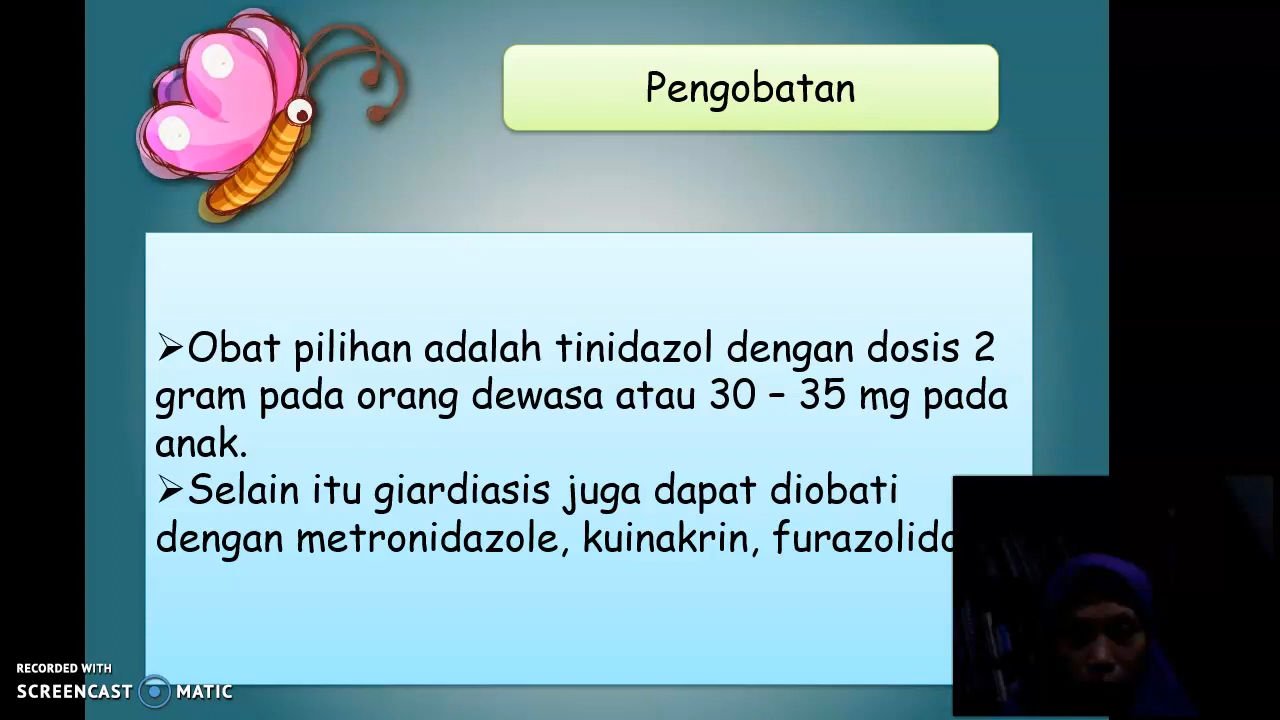 Pengobatan
➢Obat pilihan adalah tinidazol dengan dosis 2
gram pada orang dewasa atau 30 – 35 mg pada
anak.
➢Selain itu giardiasis juga dapat diobati
dengan metronidazole, kuinakrin,
RECORDED WITH
SCREENCAST MATIC